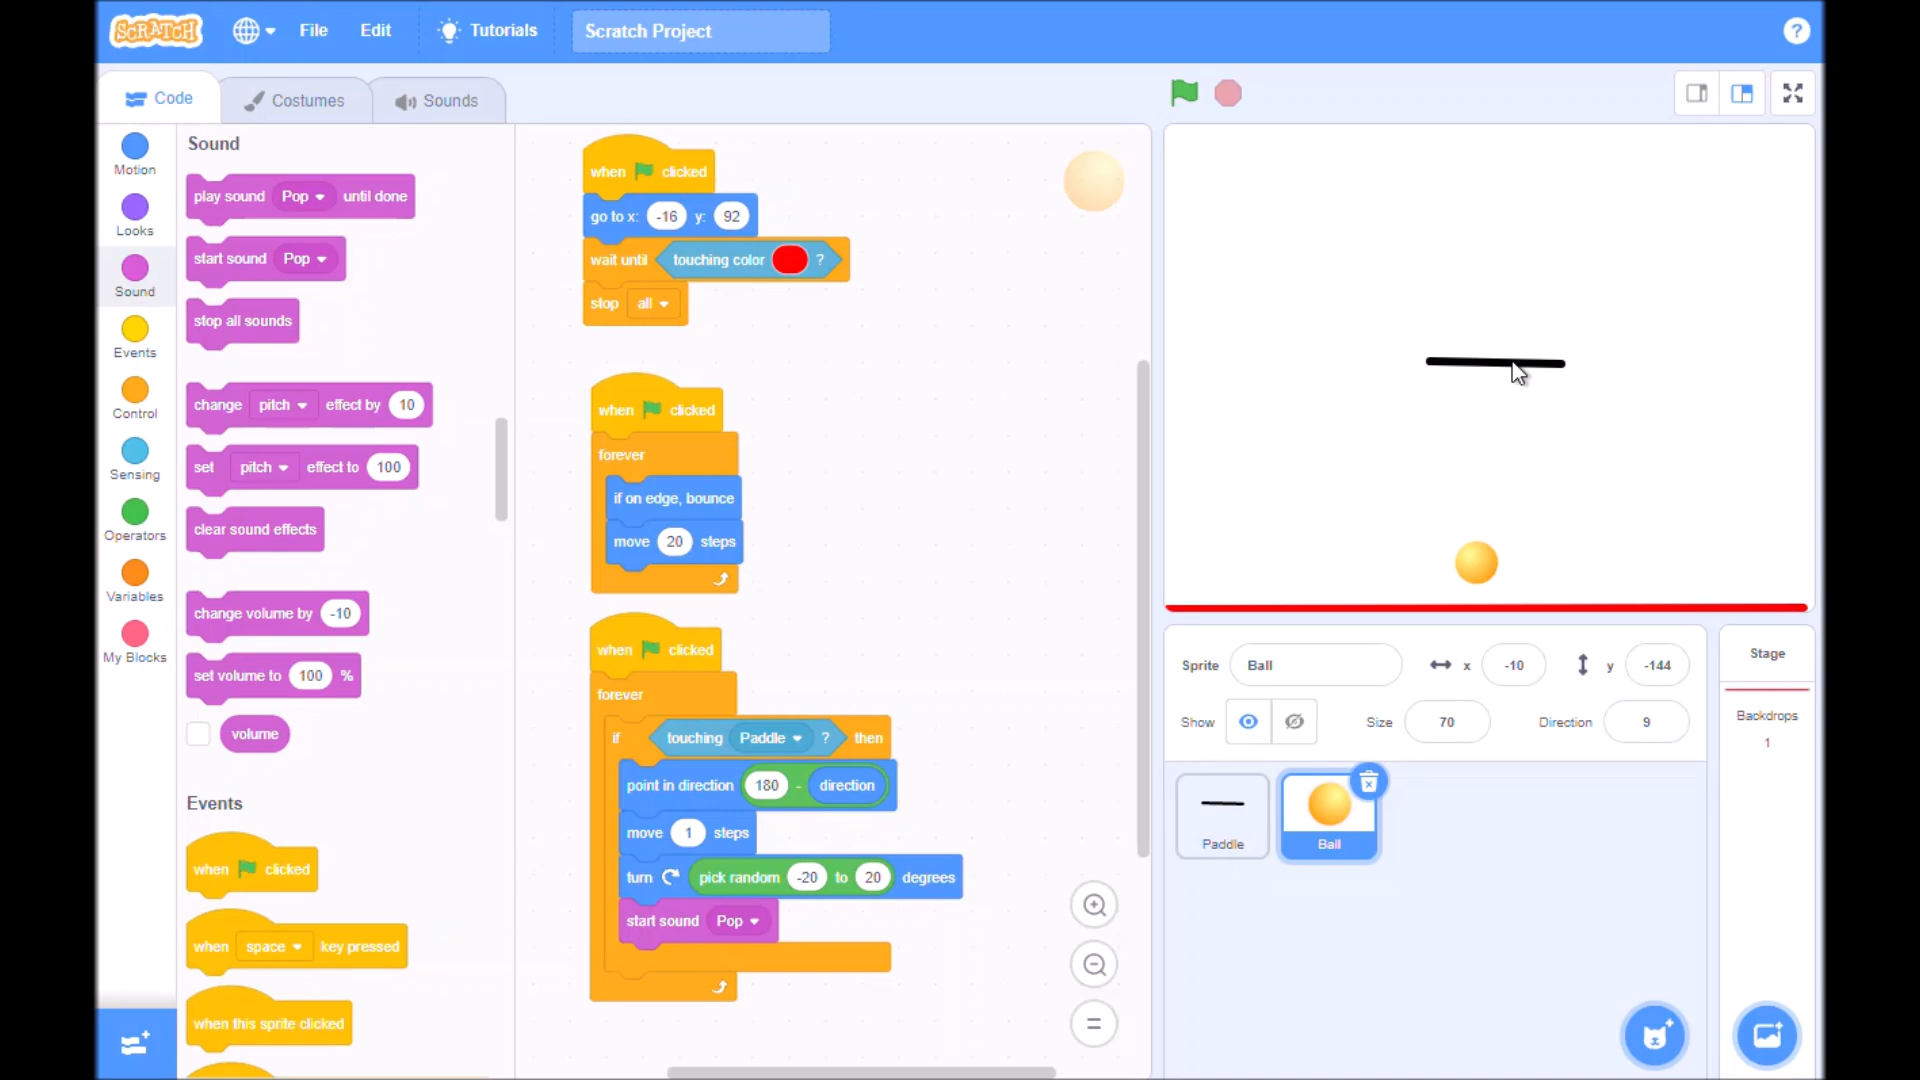 SCRATCH
File
Edit
Tutorials
Scratch Project
?
Code
Costumes
Sounds
Motion
Looks
Sound
Events
Control
Sensing
Operators
Variables
My Blocks
Sound
play sound Pop until done
start sound Pop
stop all sounds
change pitch effect by 10
set pitch effect to 100
clear sound effects
change volume by -10
set volume to 100 %
volume
Events
when clicked
when space key pressed
when this sprite clicked
when clicked
go to x: -16 y: 92
wait until touching color ?
stop all
when clicked
forever
if on edge, bounce
move 20 steps
when clicked
forever
if touching Paddle ? then
point in direction 180 - direction
move 1 steps
turn pick random -20 to 20 degrees
start sound Pop
Sprite Ball x -10 y -144
Show Size 70 Direction 9
Paddle
Ball
Stage
Backdrops
1